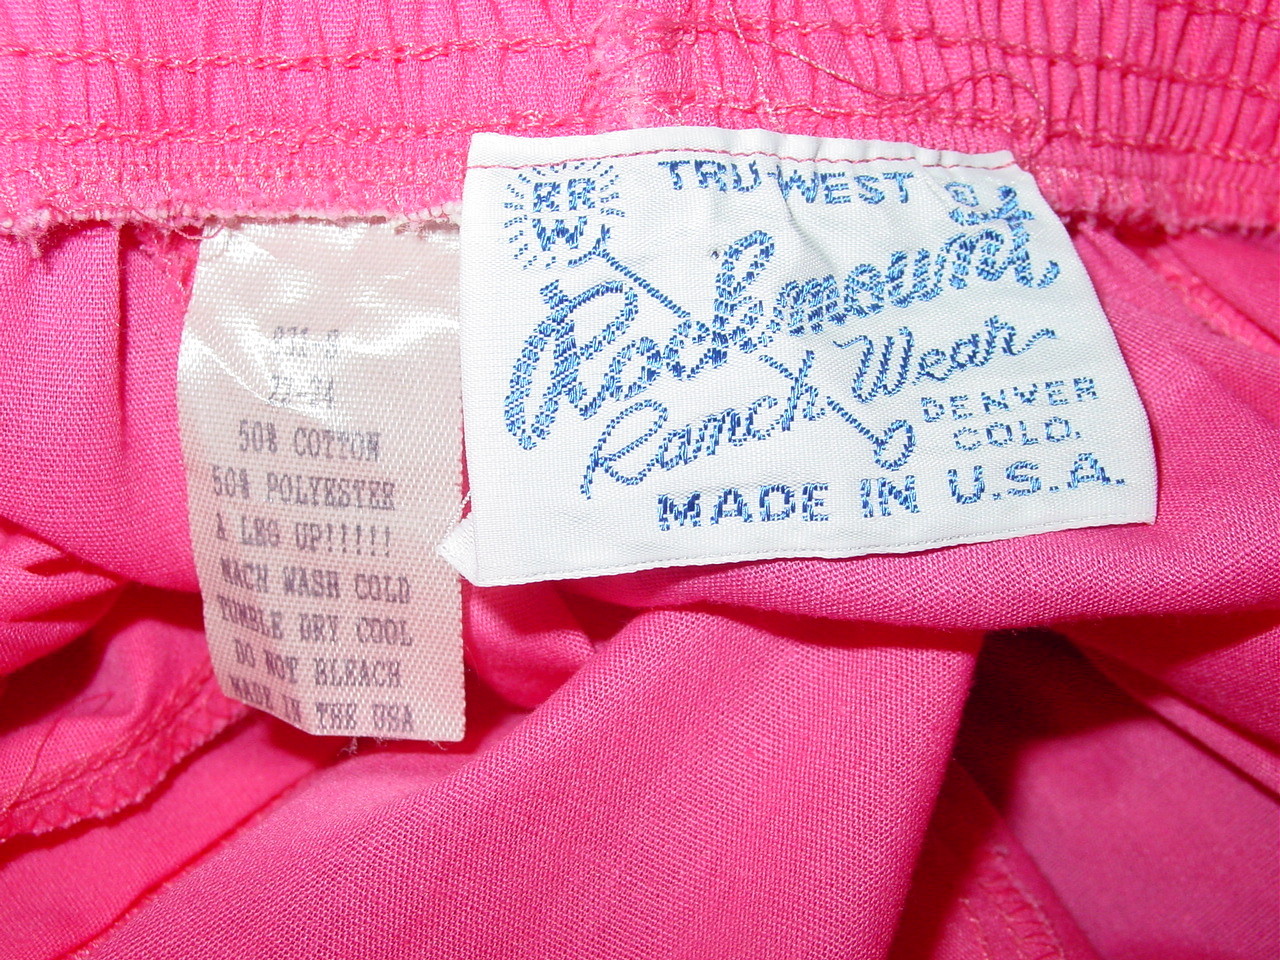 50% COTTON
50% POLYESTER
A LEG UP!!!!!
MACH WASH COLD
TUMBLE DRY COOL
DO NOT BLEACH
MADE IN THE USA
RR
W
TRU-WEST
Rockmount
Ranch Wear
DENVER
COLO.
MADE IN U.S.A.